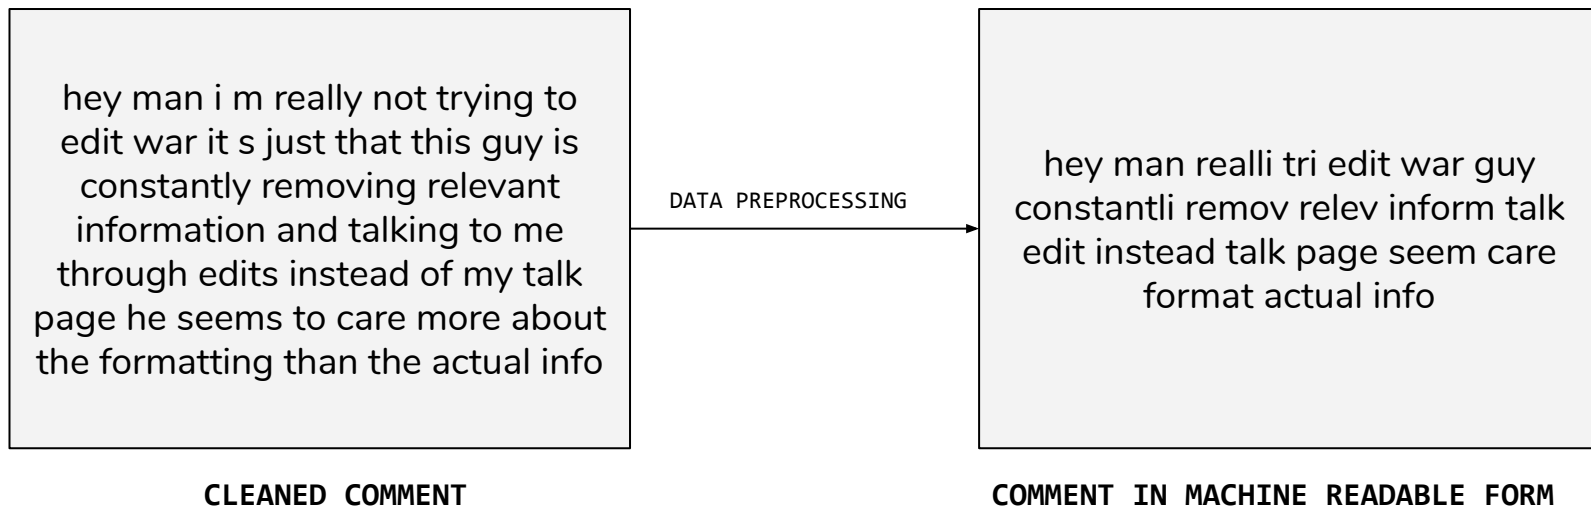 hey man i m really not trying to
edit war it s just that this guy is
constantly removing relevant
information and talking to me
through edits instead of my talk
page he seems to care more about
the formatting than the actual info
DATA PREPROCESSING
hey man realli tri edit war guy
constantli remov relev inform talk
edit instead talk page seem care
format actual info
CLEANED COMMENT
COMMENT IN MACHINE READABLE FORM